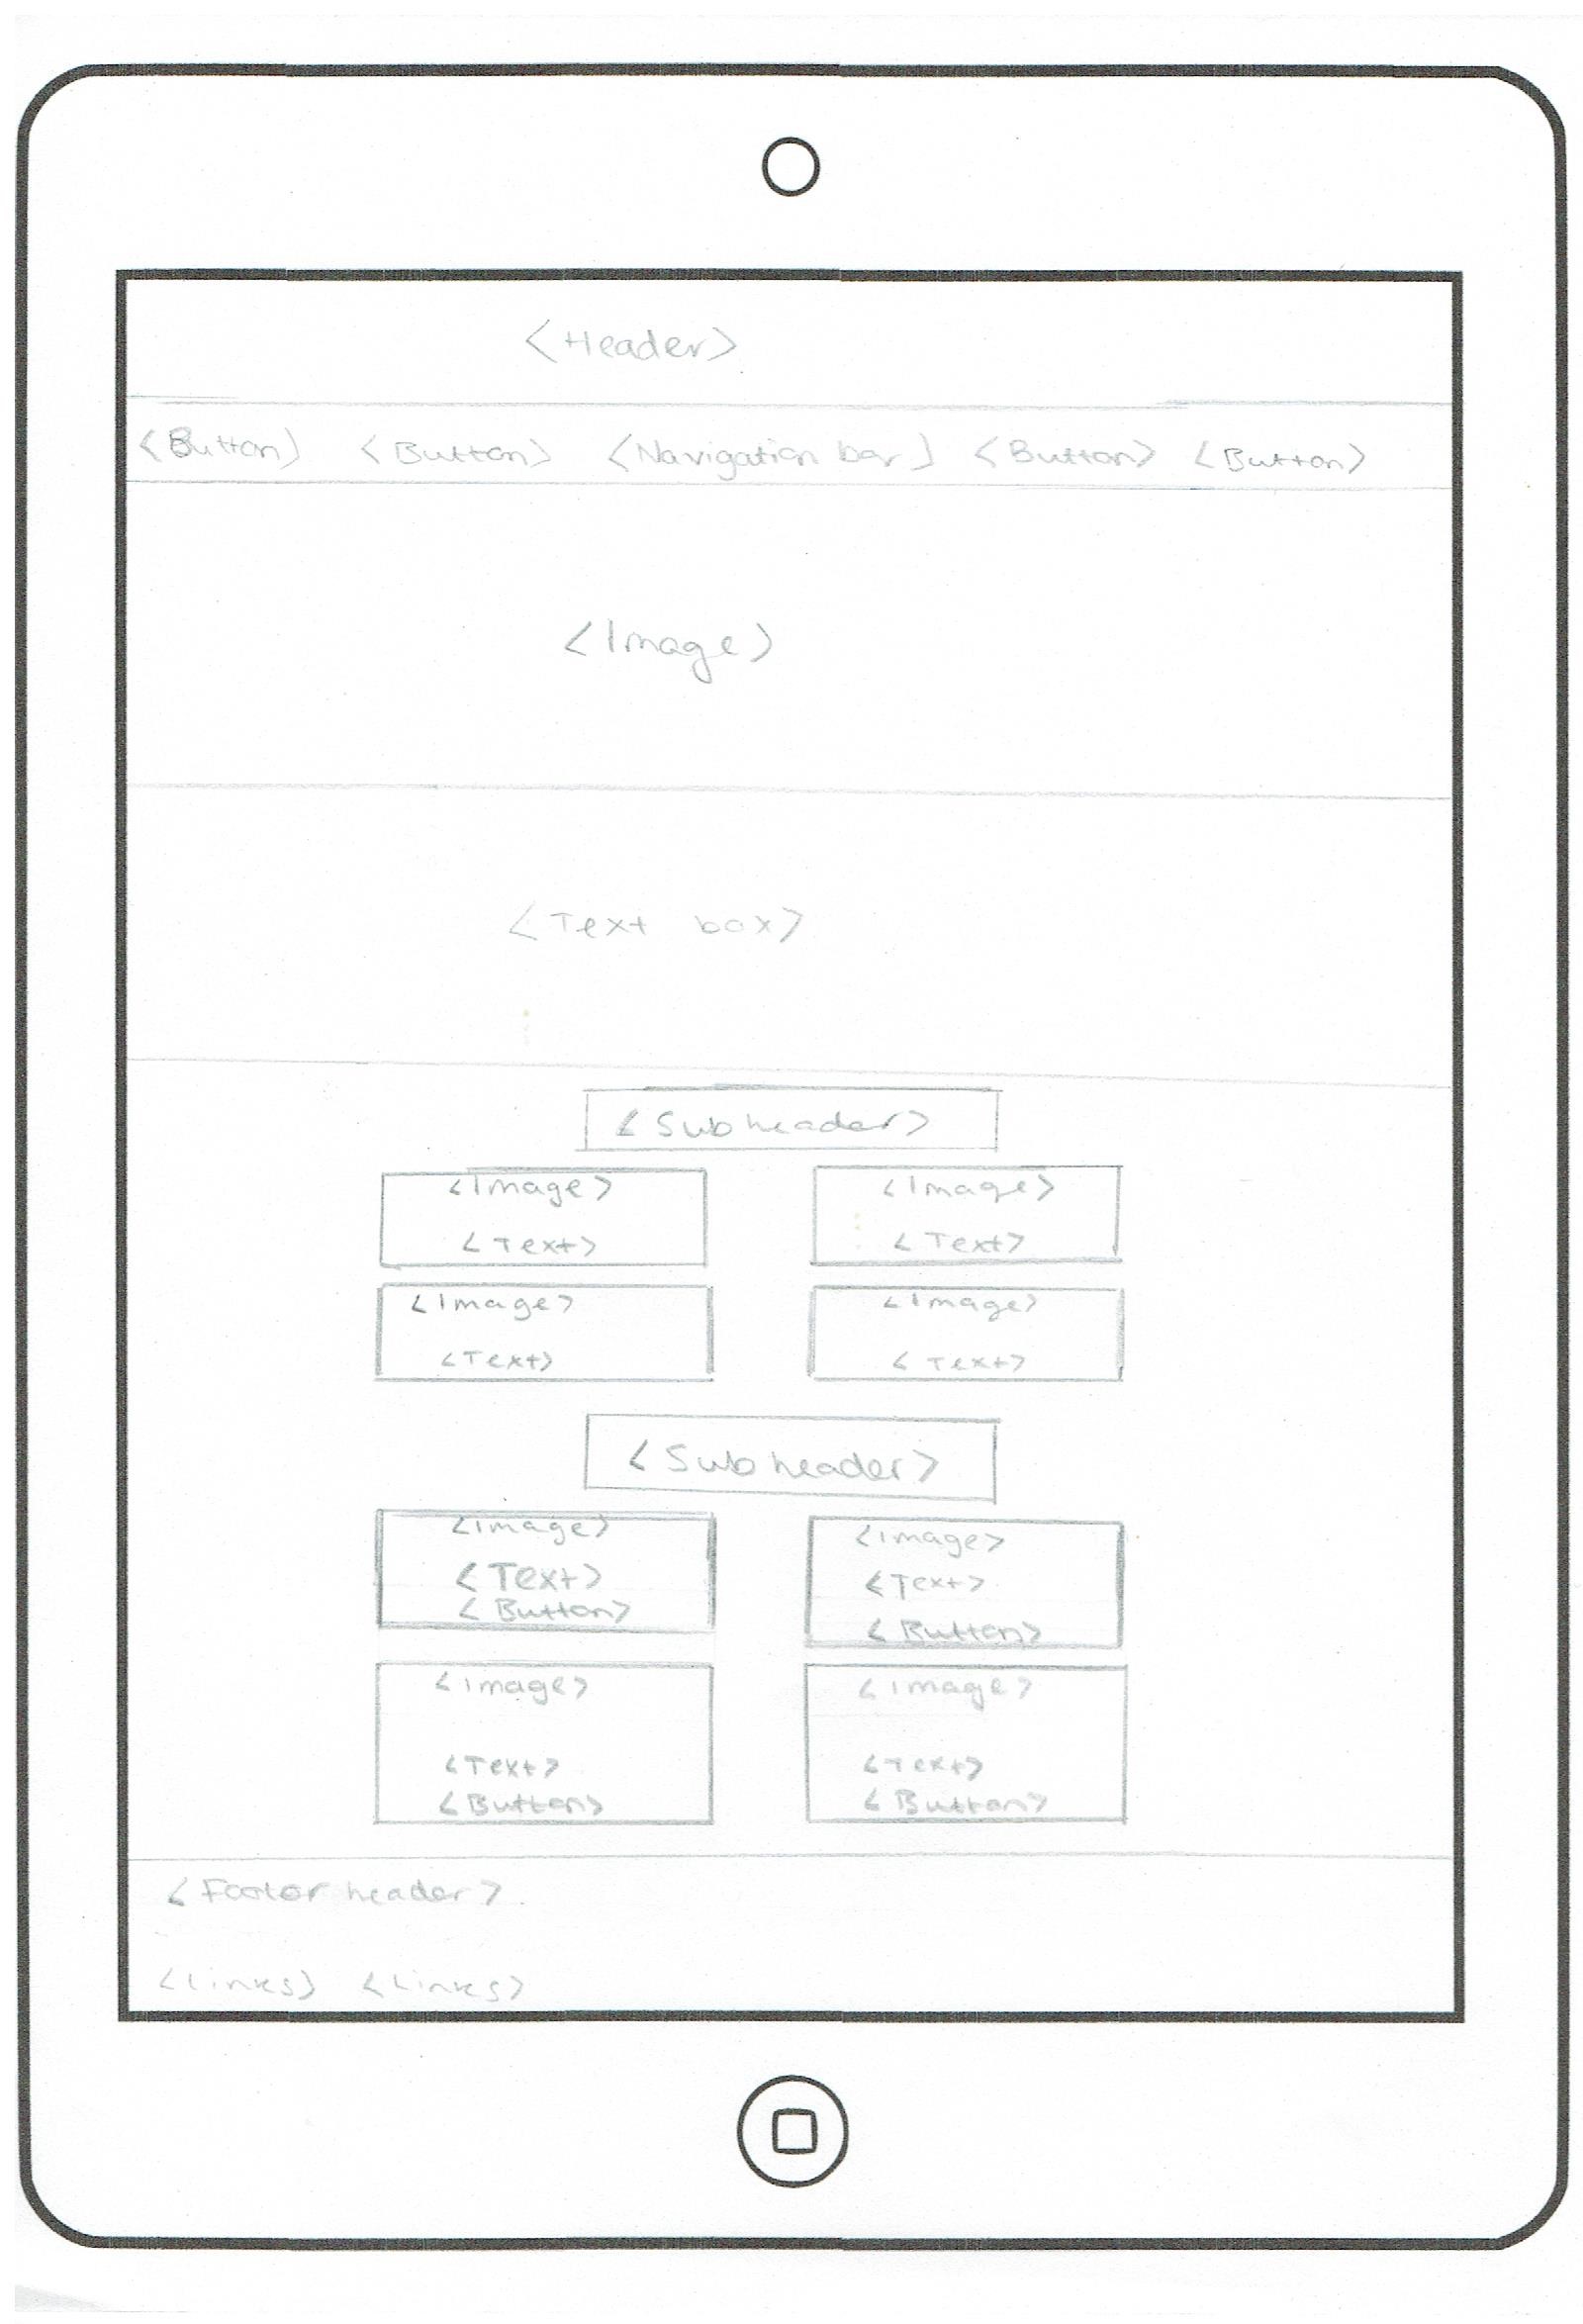 <Header>
<Button> <Button> <Navigation bar> <Button> <Button>
<Image>
<Text box>
<Sub header>
<Image> <Image>
<Text> <Text>
<Image> <Image>
<Text> <Text>
<Sub header>
<Image> <Image>
<Text> <Text>
<Button> <Button>
<Image> <Image>
<Text> <Text>
<Button> <Button>
<Footer header>
<Links> <Links>